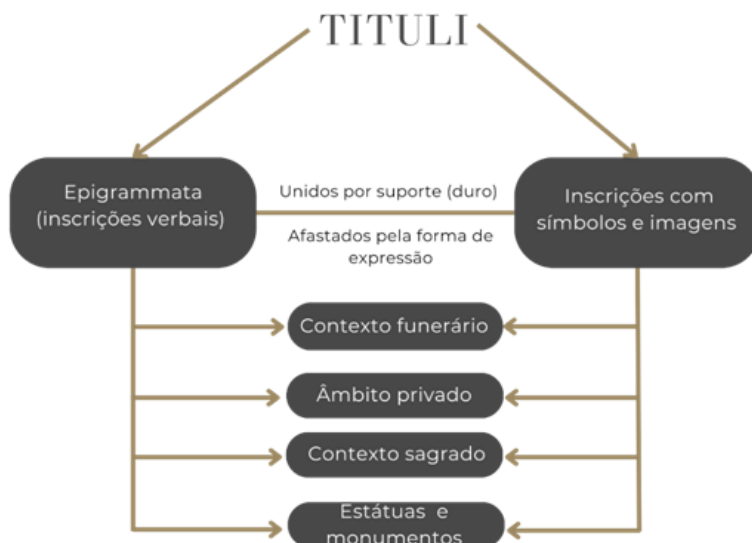 TITULI
Epigrammata
(inscrições verbais)
Unidos por suporte (duro)
Afastados pela forma de
expressão
Inscrições com
símbolos e imagens
Contexto funerário
Âmbito privado
Contexto sagrado
Estátuas e
monumentos